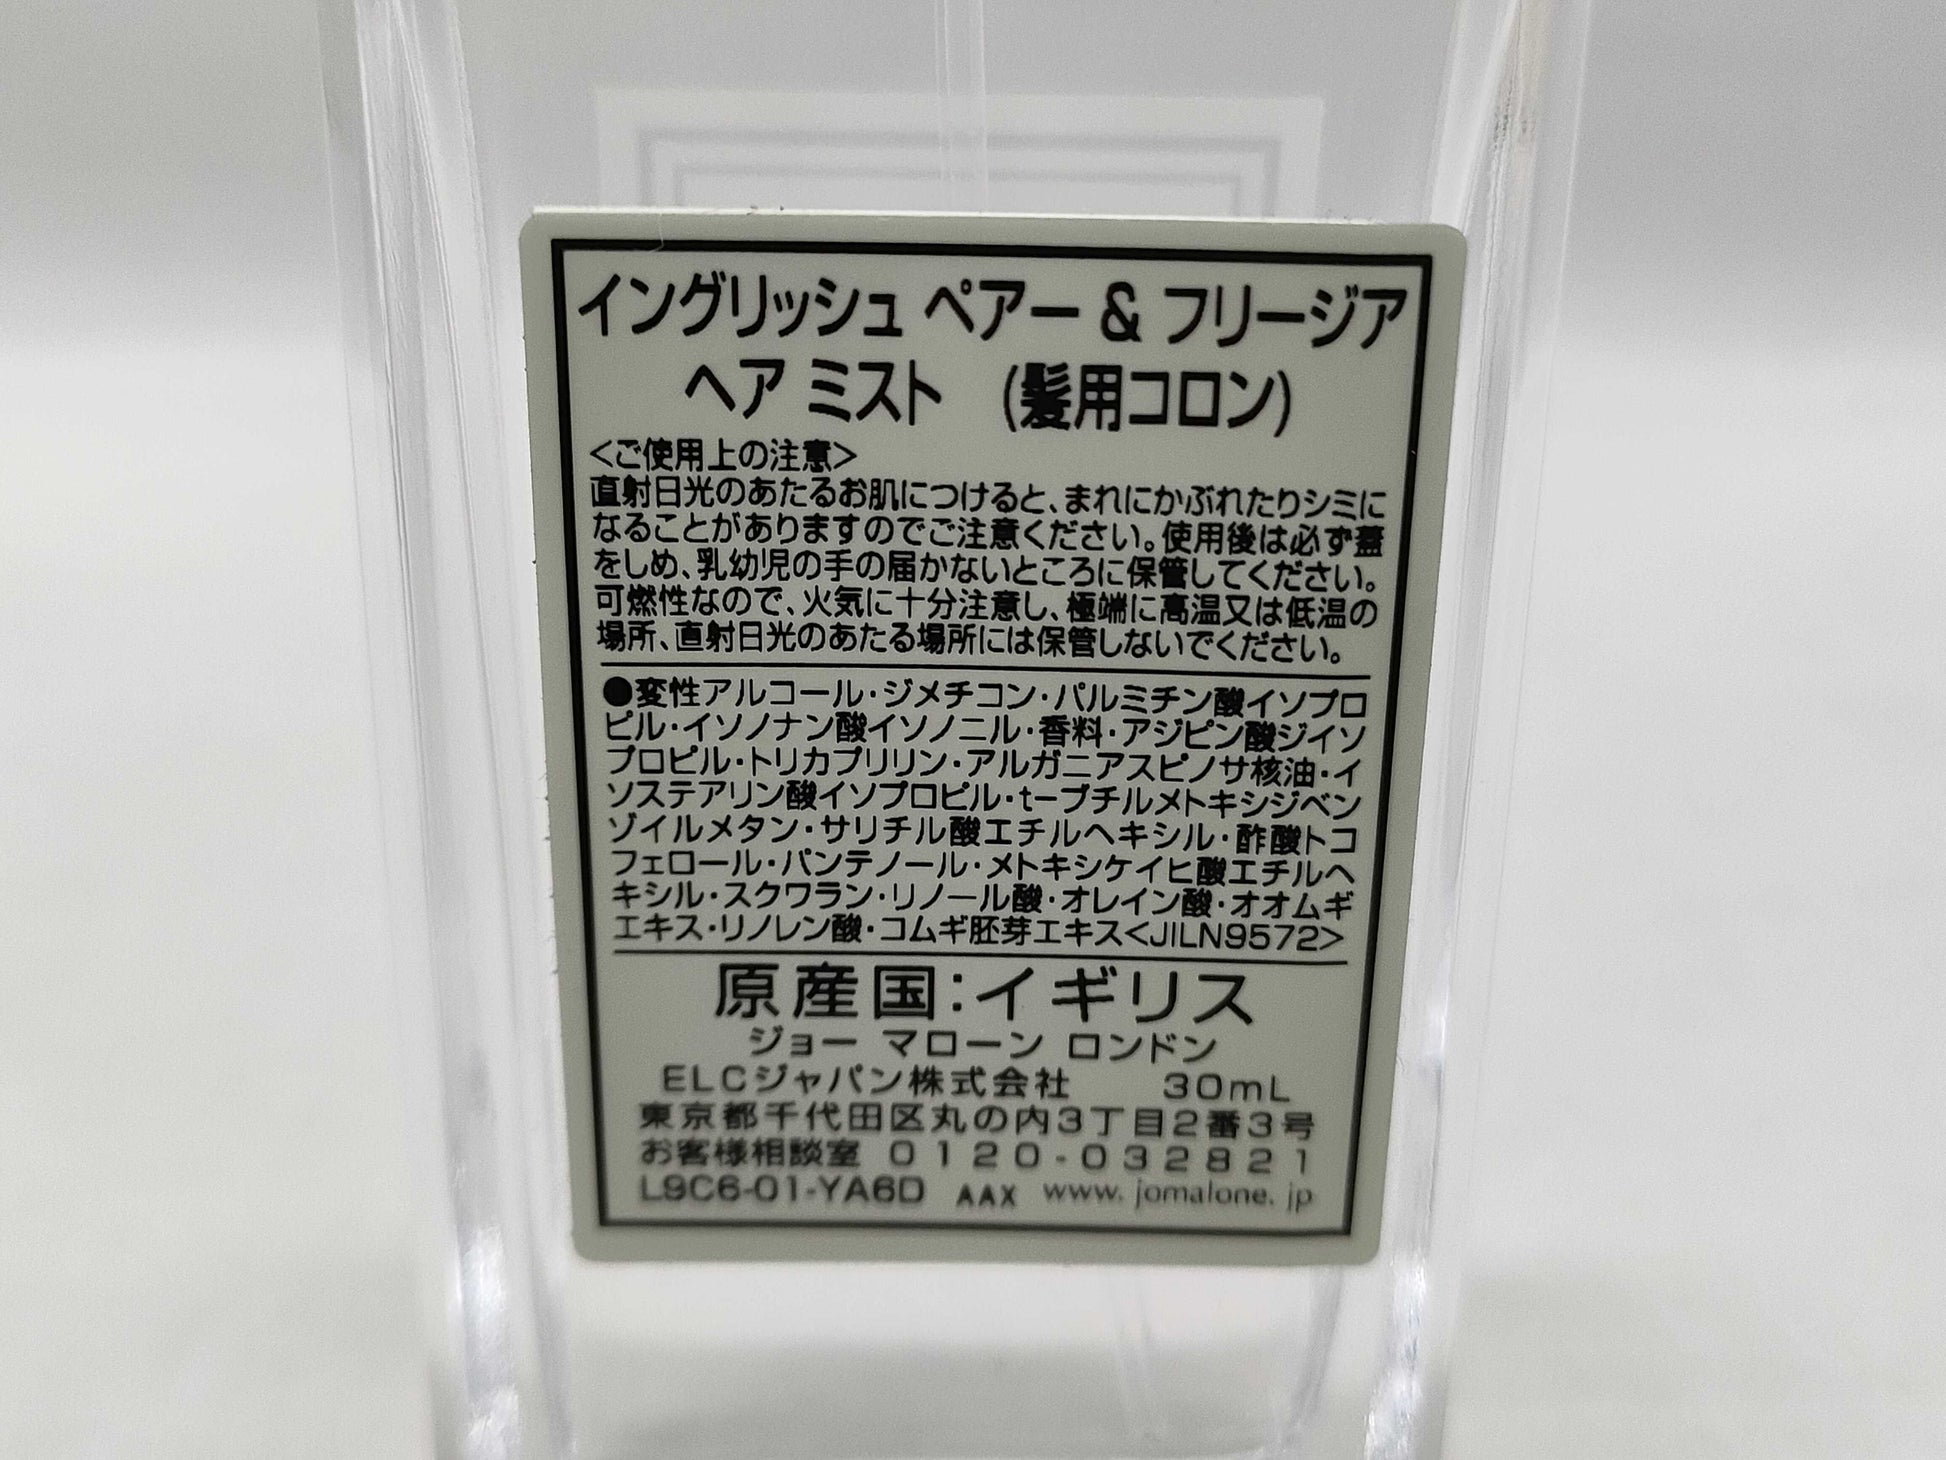 イングリッシュ ペアー & フリージア
ヘア ミスト (髪用コロン)
<ご使用上の注意>
直射日光のあたるお肌につけると、まれにかぶれたりシミに
なることがありますのでご注意ください。使用後は必ず蓋
をしめ、乳幼児の手の届かないところに保管してください。
可燃性なので、火気に十分注意し、極端に高温又は低温の
場所、直射日光のあたる場所には保管しないでください。
●変性アルコール・ジメチコン・パルミチン酸イソプロ
ピル・イソノナン酸イソノニル・香料・アジピン酸ジイソ
プロピル・トリカプリリン・アルガニアスピノサ核油・イ
ソステアリン酸イソプロピル・t-ブチルメトキシジベン
ゾイルメタン・サリチル酸エチルヘキシル・酢酸トコ
フェロール・パンテノール・メトキシケイヒ酸エチルヘ
キシル・スクワラン・リノール酸・オレイン酸・オオムギ
エキス・リノレン酸・コムギ胚芽エキス<JILN9572>
原産国:イギリス
ジョー マローン ロンドン
ELCジャパン株式会社 30mL
東京都千代田区丸の内3丁目2番3号
お客様相談室 0120-032821
L9C6-01-YA6D AAX www.jomalone.jp